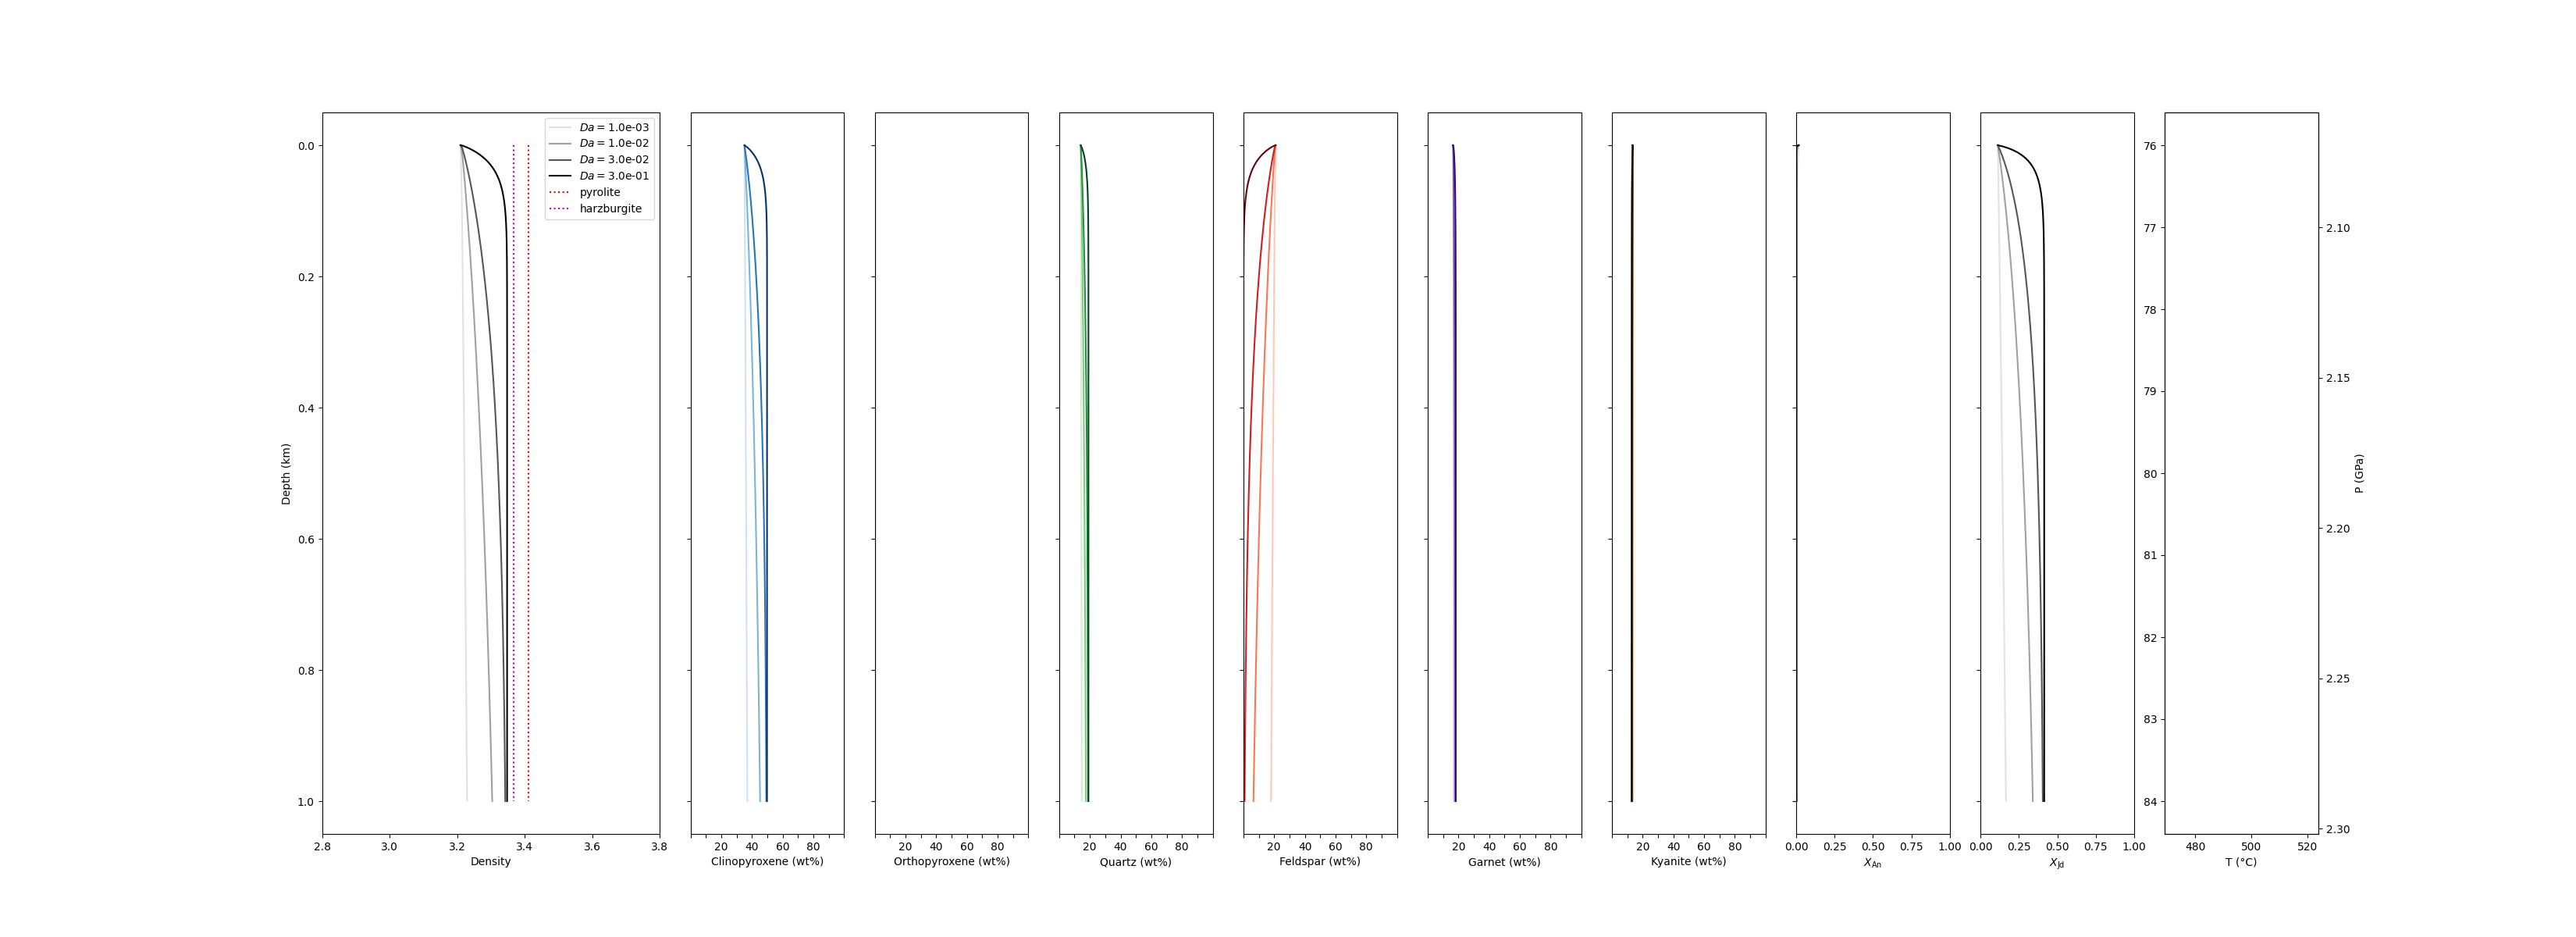 Da = 1.0e-03
Da = 1.0e-02
Da = 3.0e-02
Da = 3.0e-01
pyrolite
harzburgite
Depth (km)
0.0
0.2
0.4
0.6
0.8
1.0
2.8 3.0 3.2 3.4 3.6 3.8
Density
20 40 60 80
Clinopyroxene (wt%)
20 40 60 80
Orthopyroxene (wt%)
20 40 60 80
Quartz (wt%)
20 40 60 80
Feldspar (wt%)
20 40 60 80
Garnet (wt%)
20 40 60 80
Kyanite (wt%)
0.00 0.25 0.50 0.75 1.00
XAn
0.00 0.25 0.50 0.75 1.00
XJd
76
77
78
79
80
81
82
83
84
480 500 520
T (°C)
2.10
2.15
2.20
2.25
2.30
P (GPa)